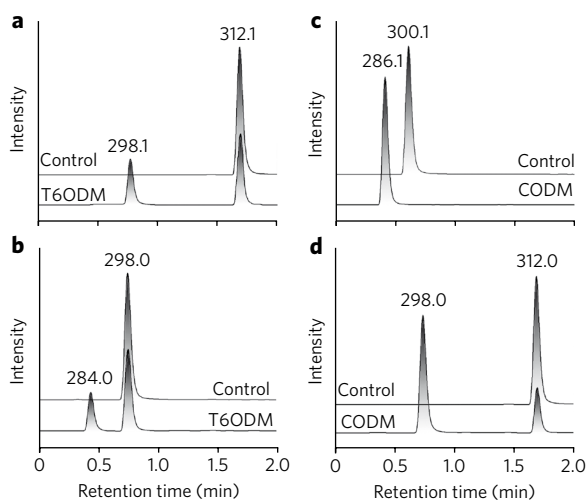 a
312.1
298.1
Control
T6ODM
Intensity
c
300.1
286.1
Control
CODM
Intensity
b
298.0
284.0
Control
T6ODM
Intensity
0
0.5
1.0
1.5
2.0
Retention time (min)
d
312.0
298.0
Control
CODM
Intensity
0
0.5
1.0
1.5
2.0
Retention time (min)